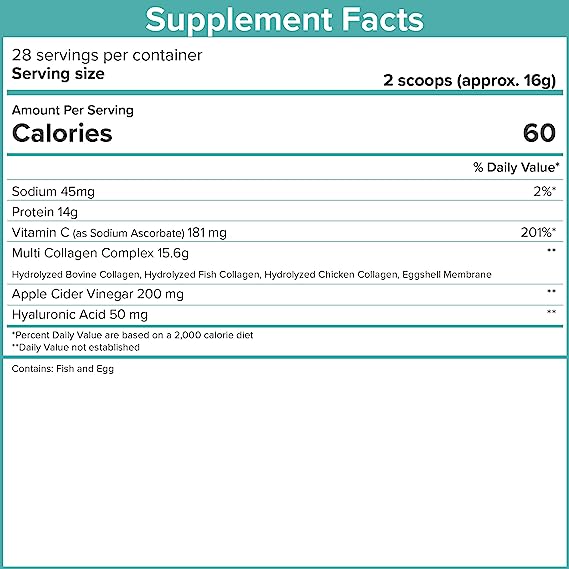 Supplement Facts
28 servings per container
Serving size 2 scoops (approx. 16g)
Amount Per Serving
Calories 60
% Daily Value*
Sodium 45mg 2%*
Protein 14g
Vitamin C (as Sodium Ascorbate) 181 mg 201%*
Multi Collagen Complex 15.6g **
Hydrolyzed Bovine Collagen, Hydrolyzed Fish Collagen, Hydrolyzed Chicken Collagen, Eggshell Membrane
Apple Cider Vinegar 200 mg **
Hyaluronic Acid 50 mg **
*Percent Daily Value are based on a 2,000 calorie diet
**Daily Value not established
Contains: Fish and Egg